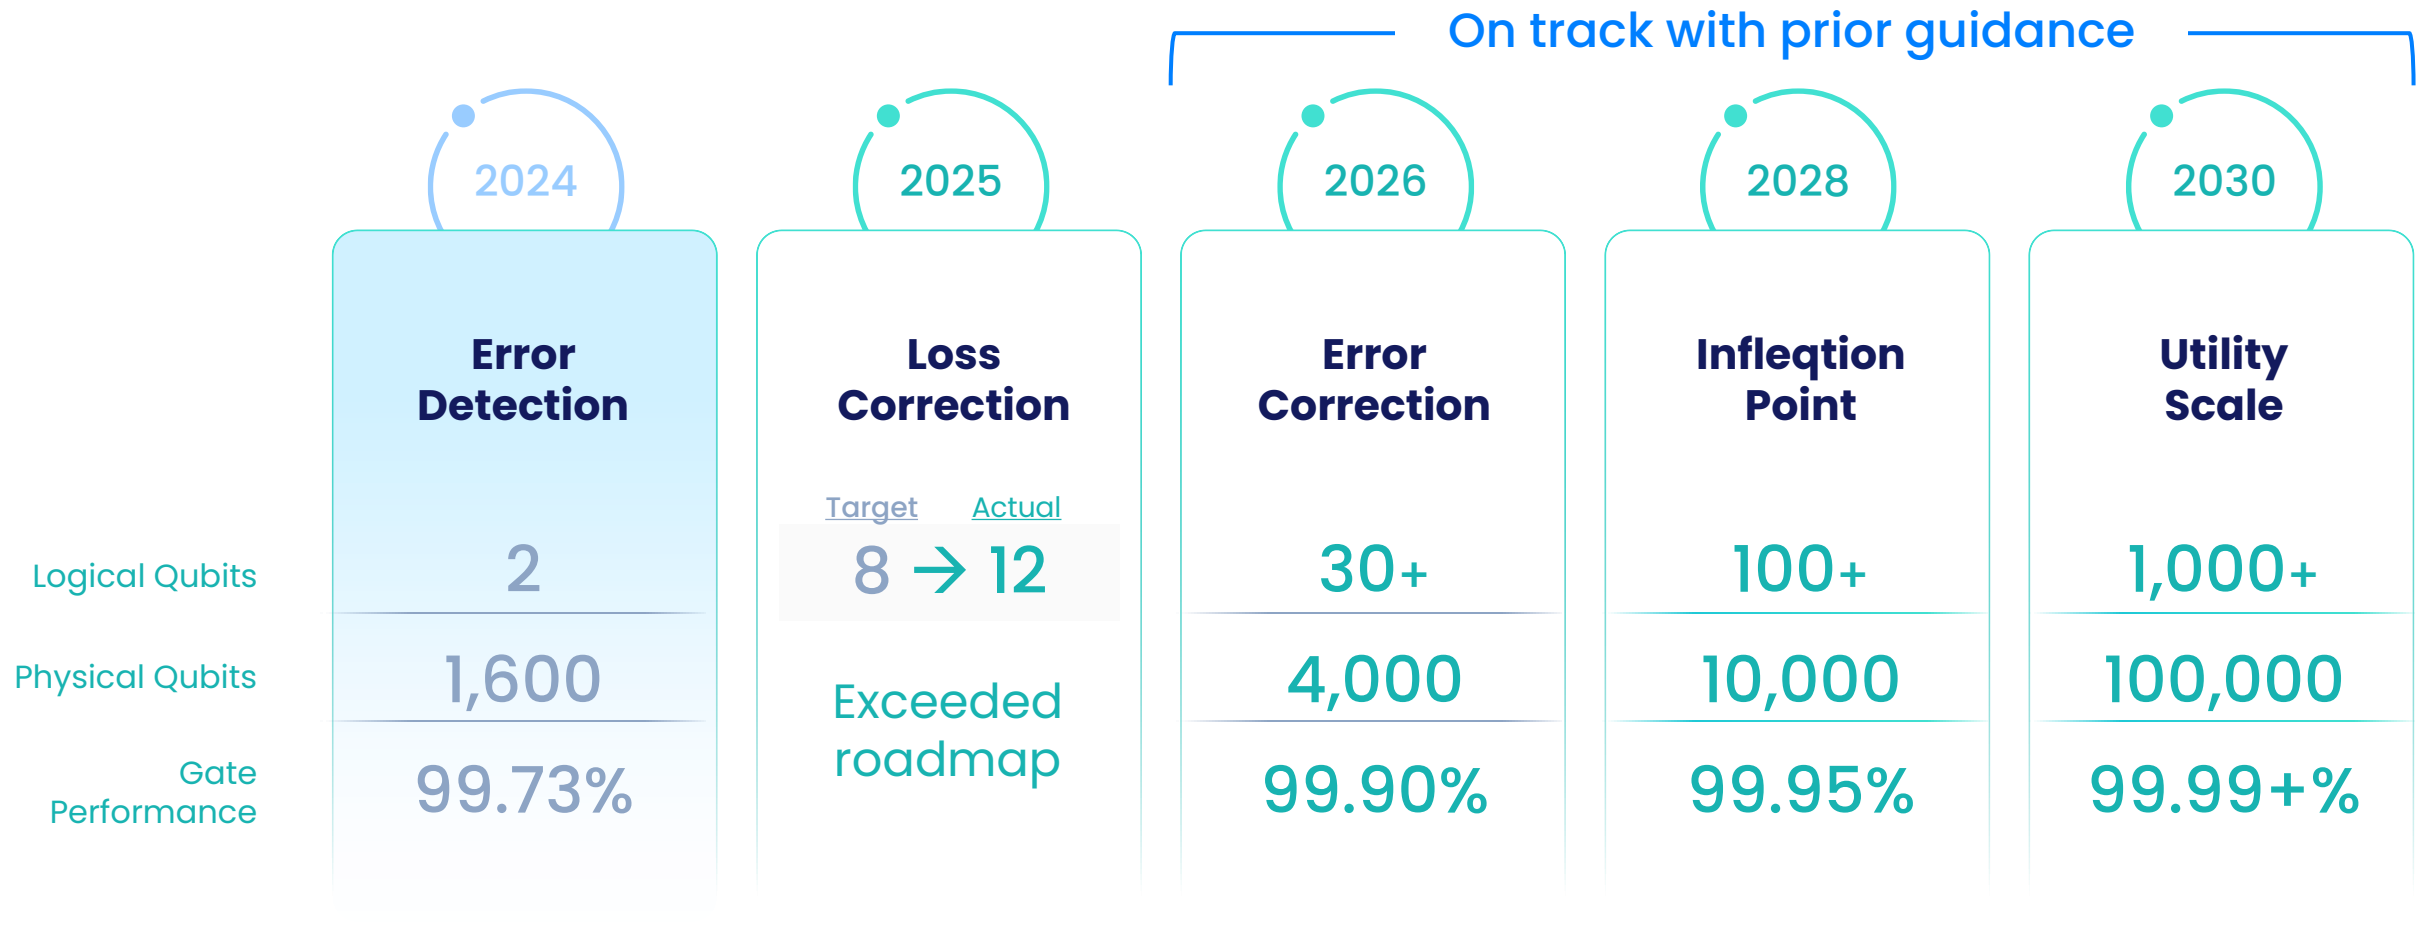 On track with prior guidance
2024
2025
2026
2028
2030
Error
Detection
Loss
Correction
Error
Correction
Infleqtion
Point
Utility
Scale
Target Actual
Logical Qubits 2 8 → 12 30+ 100+ 1,000+
Physical Qubits 1,600 4,000 10,000 100,000
Exceeded
roadmap
Gate
Performance
99.73% 99.90% 99.95% 99.99+%